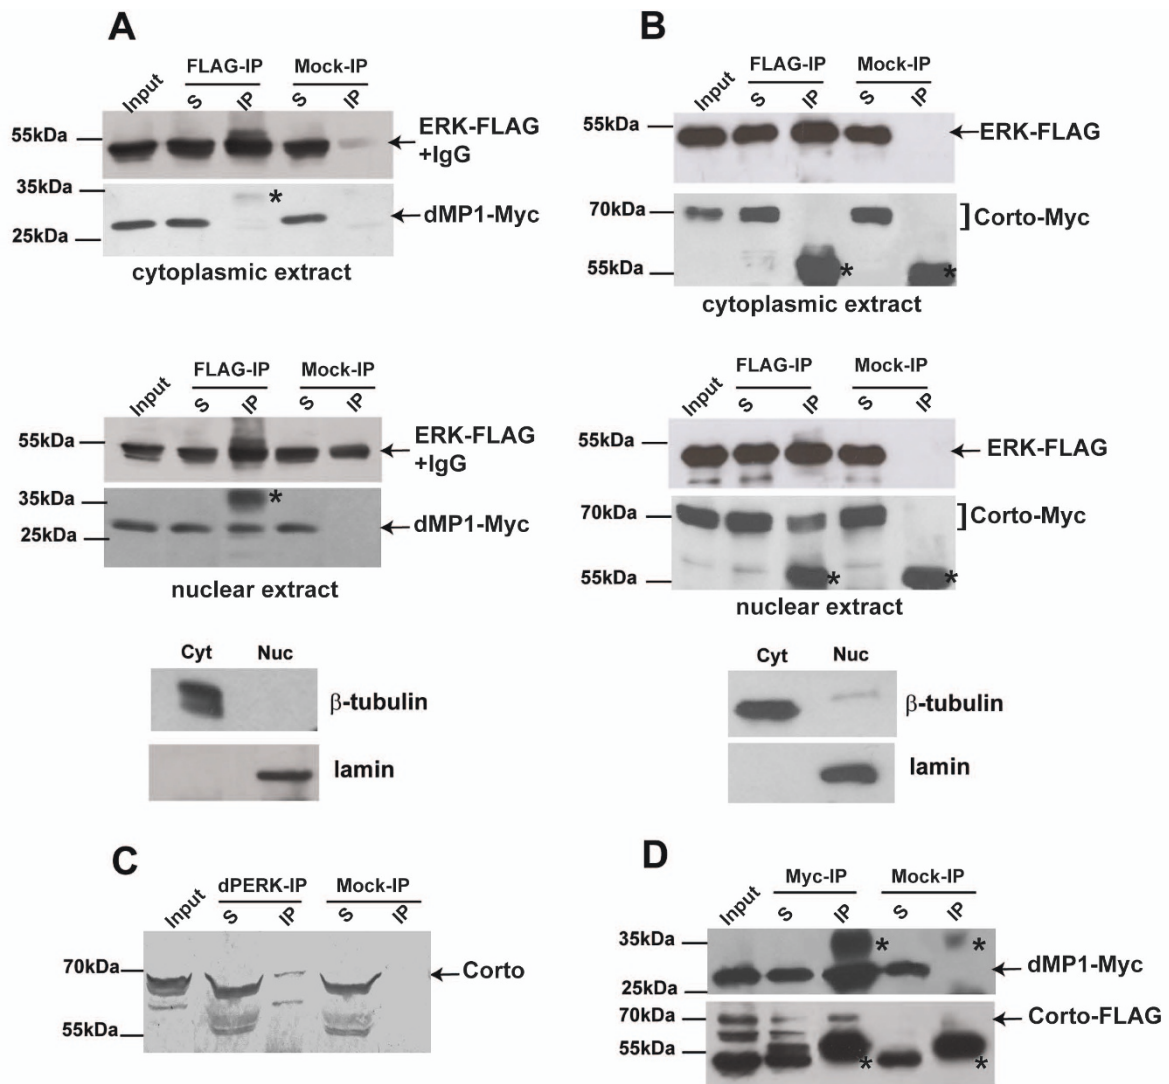 A
FLAG-IP Mock-IP
Input S IP S IP
55kDa
ERK-FLAG
+IgG
35kDa
*
dMP1-Myc
25kDa
cytoplasmic extract
FLAG-IP Mock-IP
Input S IP S IP
55kDa
ERK-FLAG
+IgG
35kDa
*
dMP1-Myc
25kDa
nuclear extract
Cyt Nuc
β-tubulin
lamin
B
FLAG-IP Mock-IP
Input S IP S IP
55kDa
ERK-FLAG
70kDa
]Corto-Myc
55kDa
* *
cytoplasmic extract
FLAG-IP Mock-IP
Input S IP S IP
55kDa
ERK-FLAG
70kDa
]Corto-Myc
55kDa
* *
nuclear extract
Cyt Nuc
β-tubulin
lamin
C
dPERK-IP Mock-IP
Input S IP S IP
70kDa
Corto
55kDa
D
Myc-IP Mock-IP
Input S IP S IP
35kDa
* *
dMP1-Myc
25kDa
70kDa
Corto-FLAG
55kDa
* *